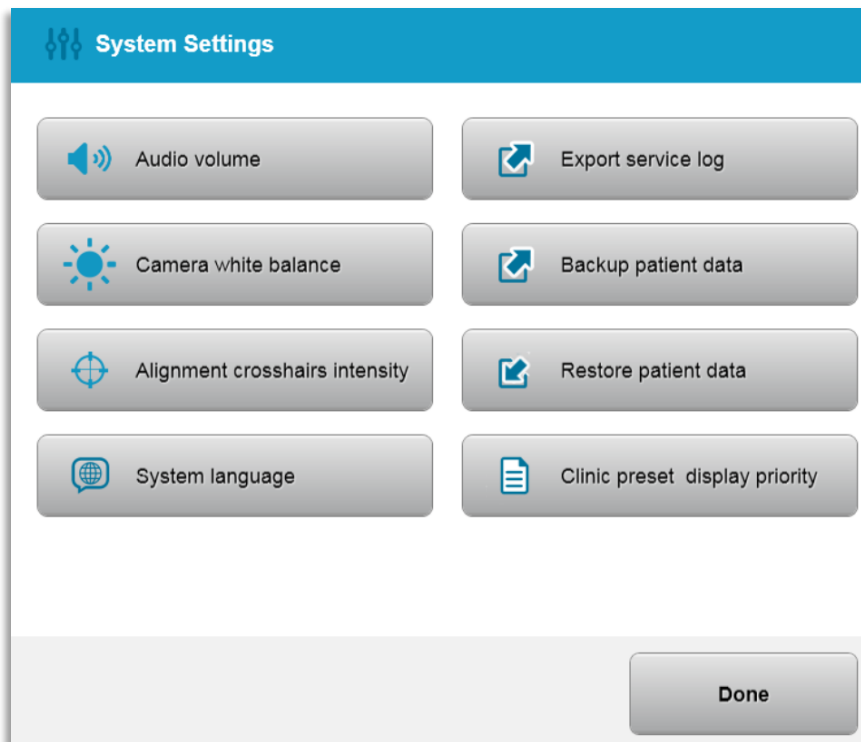 System Settings
Audio volume
Export service log
Camera white balance
Backup patient data
Alignment crosshairs intensity
Restore patient data
System language
Clinic preset display priority
Done